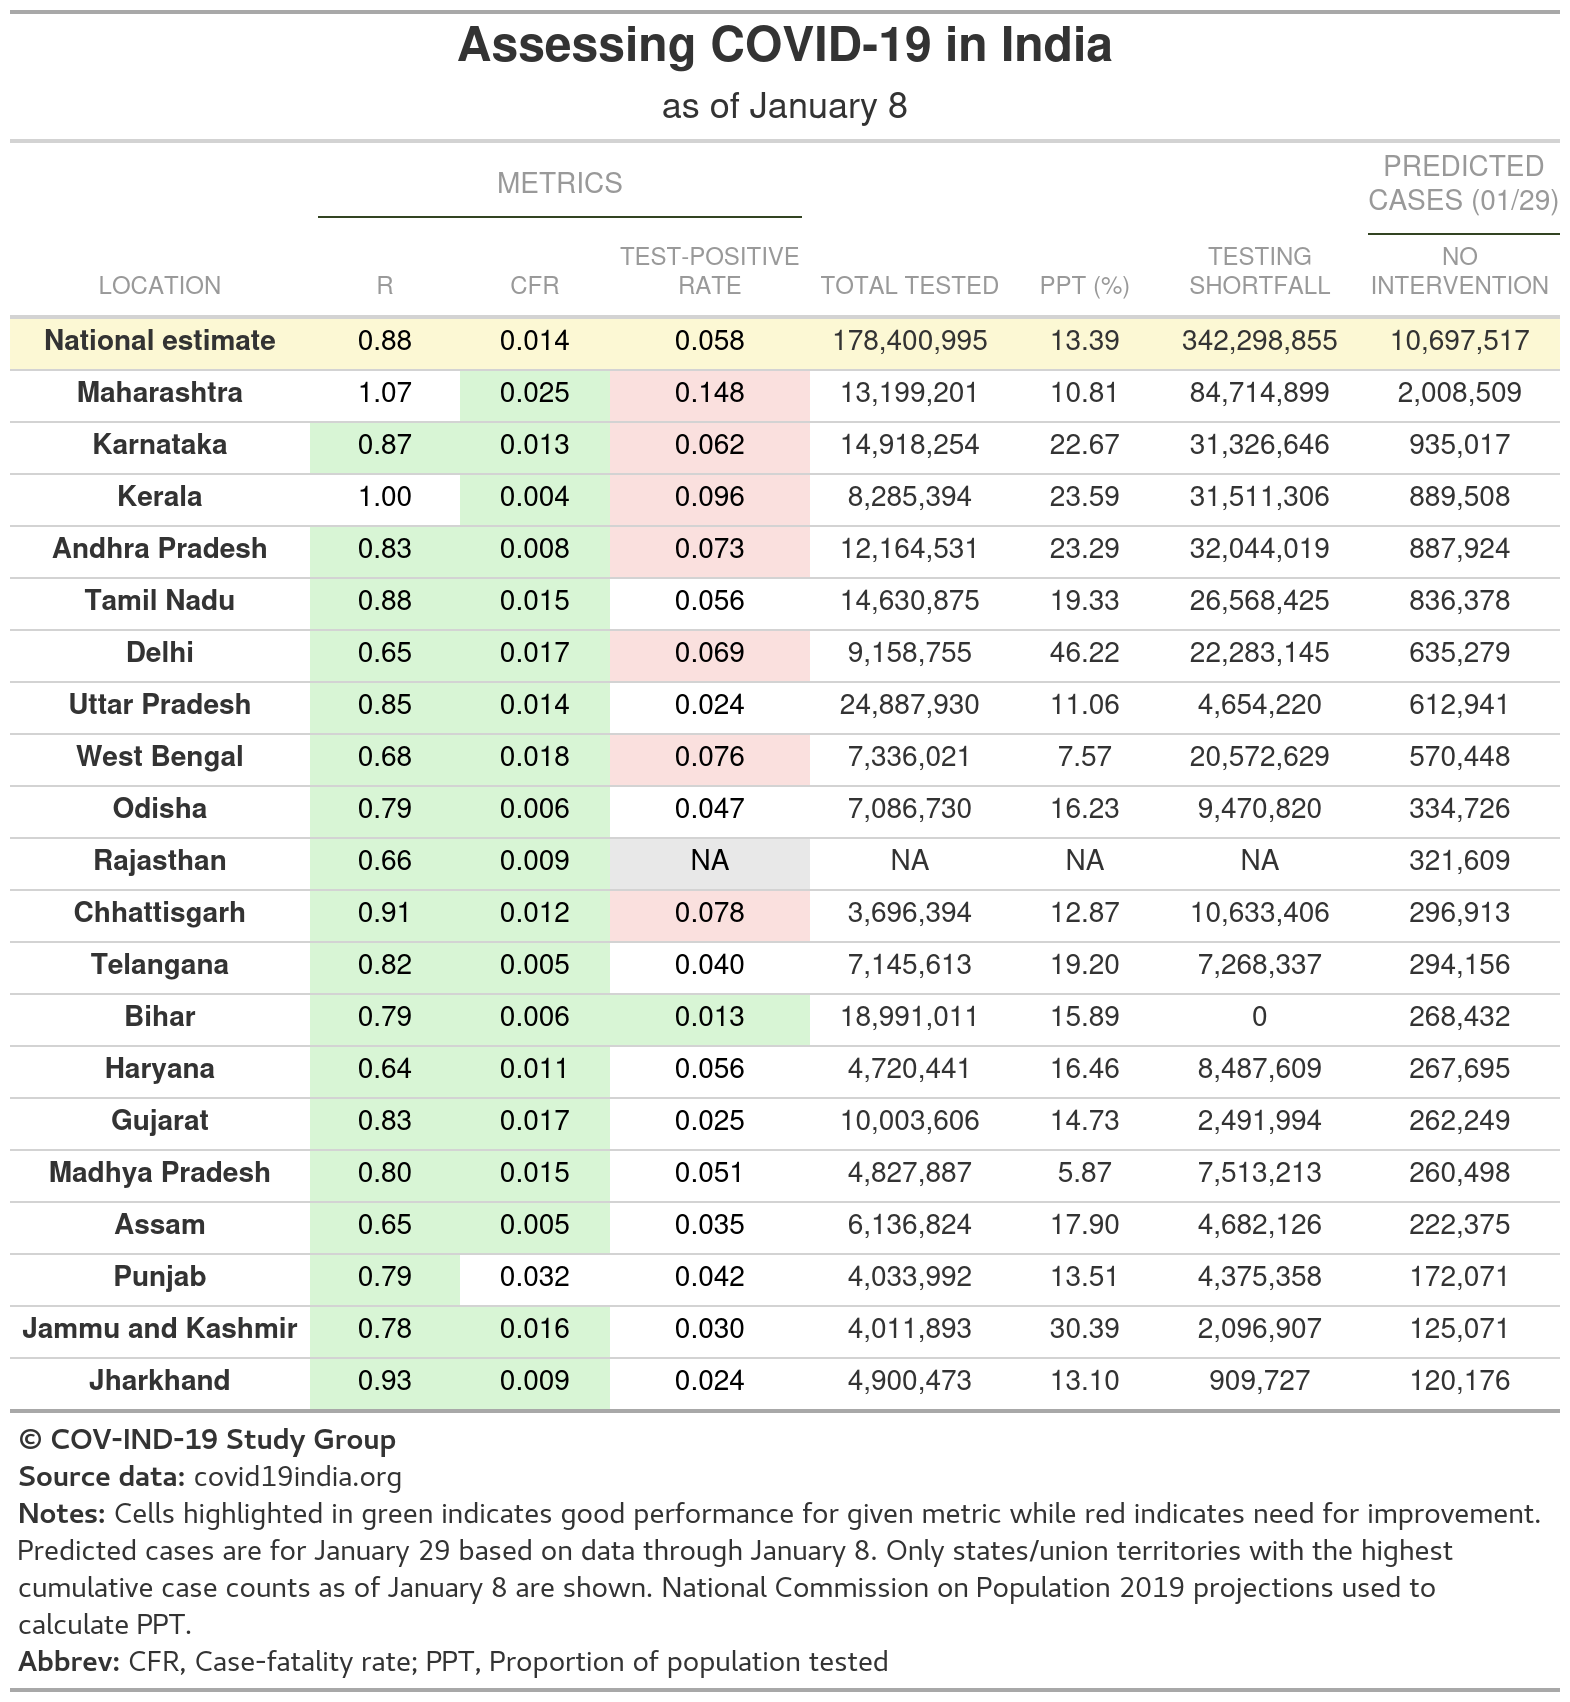 Assessing COVID-19 in India
as of January 8
METRICS
PREDICTED
CASES (01/29)
LOCATION R CFR TEST-POSITIVE RATE TOTAL TESTED PPT (%) TESTING SHORTFALL NO INTERVENTION
National estimate 0.88 0.014 0.058 178,400,995 13.39 342,298,855 10,697,517
Maharashtra 1.07 0.025 0.148 13,199,201 10.81 84,714,899 2,008,509
Karnataka 0.87 0.013 0.062 14,918,254 22.67 31,326,646 935,017
Kerala 1.00 0.004 0.096 8,285,394 23.59 31,511,306 889,508
Andhra Pradesh 0.83 0.008 0.073 12,164,531 23.29 32,044,019 887,924
Tamil Nadu 0.88 0.015 0.056 14,630,875 19.33 26,568,425 836,378
Delhi 0.65 0.017 0.069 9,158,755 46.22 22,283,145 635,279
Uttar Pradesh 0.85 0.014 0.024 24,887,930 11.06 4,654,220 612,941
West Bengal 0.68 0.018 0.076 7,336,021 7.57 20,572,629 570,448
Odisha 0.79 0.006 0.047 7,086,730 16.23 9,470,820 334,726
Rajasthan 0.66 0.009 NA NA NA NA 321,609
Chhattisgarh 0.91 0.012 0.078 3,696,394 12.87 10,633,406 296,913
Telangana 0.82 0.005 0.040 7,145,613 19.20 7,268,337 294,156
Bihar 0.79 0.006 0.013 18,991,011 15.89 0 268,432
Haryana 0.64 0.011 0.056 4,720,441 16.46 8,487,609 267,695
Gujarat 0.83 0.017 0.025 10,003,606 14.73 2,491,994 262,249
Madhya Pradesh 0.80 0.015 0.051 4,827,887 5.87 7,513,213 260,498
Assam 0.65 0.005 0.035 6,136,824 17.90 4,682,126 222,375
Punjab 0.79 0.032 0.042 4,033,992 13.51 4,375,358 172,071
Jammu and Kashmir 0.78 0.016 0.030 4,011,893 30.39 2,096,907 125,071
Jharkhand 0.93 0.009 0.024 4,900,473 13.10 909,727 120,176
© COV-IND-19 Study Group
Source data: covid19india.org
Notes: Cells highlighted in green indicates good performance for given metric while red indicates need for improvement.
Predicted cases are for January 29 based on data through January 8. Only states/union territories with the highest
cumulative case counts as of January 8 are shown. National Commission on Population 2019 projections used to
calculate PPT.
Abbrev: CFR, Case-fatality rate; PPT, Proportion of population tested